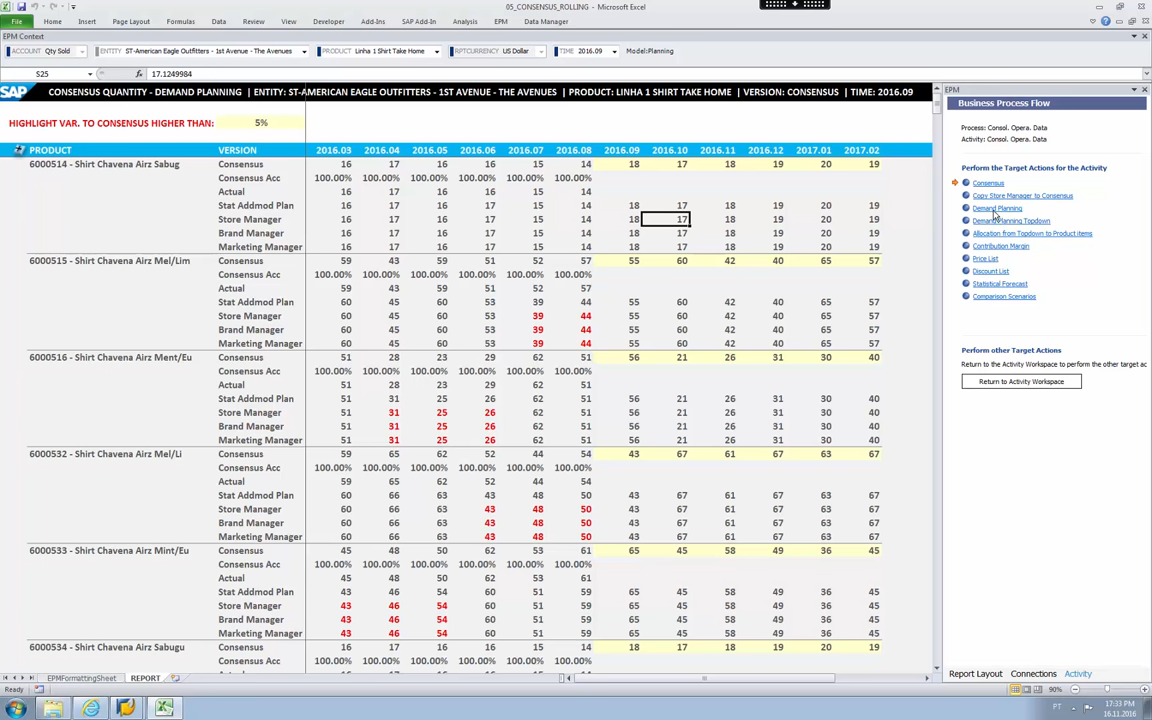 05_CONSENSUS_ROLLING - Microsoft Excel
File Home Insert Page Layout Formulas Data Review View Developer Add-Ins SAP Add-In Analysis EPM Data Manager
EPM Context
ACCOUNT Qty Sold ENTITY ST-American Eagle Outfitters - 1st Avenue - The Avenues PRODUCT Linha 1 Shirt Take Home RPTCURRENCY US Dollar TIME 2016.09 Model:Planning
S25 fx 17.1249984
SAP CONSENSUS QUANTITY - DEMAND PLANNING | ENTITY: ST-AMERICAN EAGLE OUTFITTERS - 1ST AVENUE - THE AVENUES | PRODUCT: LINHA 1 SHIRT TAKE HOME | VERSION: CONSENSUS | TIME: 2016.09
HIGHLIGHT VAR. TO CONSENSUS HIGHER THAN: 5%
PRODUCT VERSION 2016.03 2016.04 2016.05 2016.06 2016.07 2016.08 2016.09 2016.10 2016.11 2016.12 2017.01 2017.02
6000514 - Shirt Chavena Airz Sabug Consensus 16 17 16 16 15 14 18 17 18 19 20 19
Consensus Acc 100.00% 100.00% 100.00% 100.00% 100.00% 100.00%
Actual 16 17 16 16 15 14
Stat Addmod Plan 16 17 16 16 15 14 18 17 18 19 20 19
Store Manager 16 17 16 16 15 14 18 17 18 19 20 19
Brand Manager 16 17 16 16 15 14 18 17 18 19 20 19
Marketing Manager 16 17 16 16 15 14 18 17 18 19 20 19
6000515 - Shirt Chavena Airz Mel/Lim Consensus 59 43 59 51 52 57 55 60 42 40 65 57
Consensus Acc 100.00% 100.00% 100.00% 100.00% 100.00% 100.00%
Actual 59 43 59 51 52 57
Stat Addmod Plan 60 45 60 53 39 44 55 60 42 40 65 57
Store Manager 60 45 60 53 39 44 55 60 42 40 65 57
Brand Manager 60 45 60 53 39 44 55 60 42 40 65 57
Marketing Manager 60 45 60 53 39 44 55 60 42 40 65 57
6000516 - Shirt Chavena Airz Ment/Eu Consensus 51 28 23 29 62 51 56 21 26 31 30 40
Consensus Acc 100.00% 100.00% 100.00% 100.00% 100.00% 100.00%
Actual 51 28 23 29 62 51
Stat Addmod Plan 51 31 25 26 62 51 56 21 26 31 30 40
Store Manager 51 31 25 26 62 51 56 21 26 31 30 40
Brand Manager 51 31 25 26 62 51 56 21 26 31 30 40
Marketing Manager 51 31 25 26 62 51 56 21 26 31 30 40
6000532 - Shirt Chavena Airz Mel/Li Consensus 59 65 62 52 44 54 43 67 61 67 63 67
Consensus Acc 100.00% 100.00% 100.00% 100.00% 100.00% 100.00%
Actual 59 65 62 52 44 54
Stat Addmod Plan 60 66 63 43 48 50 43 67 61 67 63 67
Store Manager 60 66 63 43 48 50 43 67 61 67 63 67
Brand Manager 60 66 63 43 48 50 43 67 61 67 63 67
Marketing Manager 60 66 63 43 48 50 43 67 61 67 63 67
6000533 - Shirt Chavena Airz Mint/Eu Consensus 45 48 50 62 53 61 65 45 58 49 36 45
Consensus Acc 100.00% 100.00% 100.00% 100.00% 100.00% 100.00%
Actual 45 48 50 62 53 61
Stat Addmod Plan 43 46 54 60 51 59 65 45 58 49 36 45
Store Manager 43 46 54 60 51 59 65 45 58 49 36 45
Brand Manager 43 46 54 60 51 59 65 45 58 49 36 45
Marketing Manager 43 46 54 60 51 59 65 45 58 49 36 45
6000534 - Shirt Chavena Airz Sabugu Consensus 16 17 16 16 15 14 18 17 18 19 20 19
Consensus Acc 100.00% 100.00% 100.00% 100.00% 100.00% 100.00%
EPM
Business Process Flow
Process: Consol. Opera. Data
Activity: Conv. Opera. Data
Perform the Target Actions for the Activity
Consensus
Copy Store Manager to Consensus
Demand Planning
Demand Planning Topdown
Allocation from Topdown to Product items
Contribution Margin
Price List
Discount List
Statistical Forecast
Comparison Scenarios
Perform other Target Actions
Return to the Activity Workspace to perform the other target ac
Return to Activity Workspace
Report Layout Connections Activity
EPMFormattingSheet REPORT
Ready 90%
PT 17:33 PM
16.11.2016